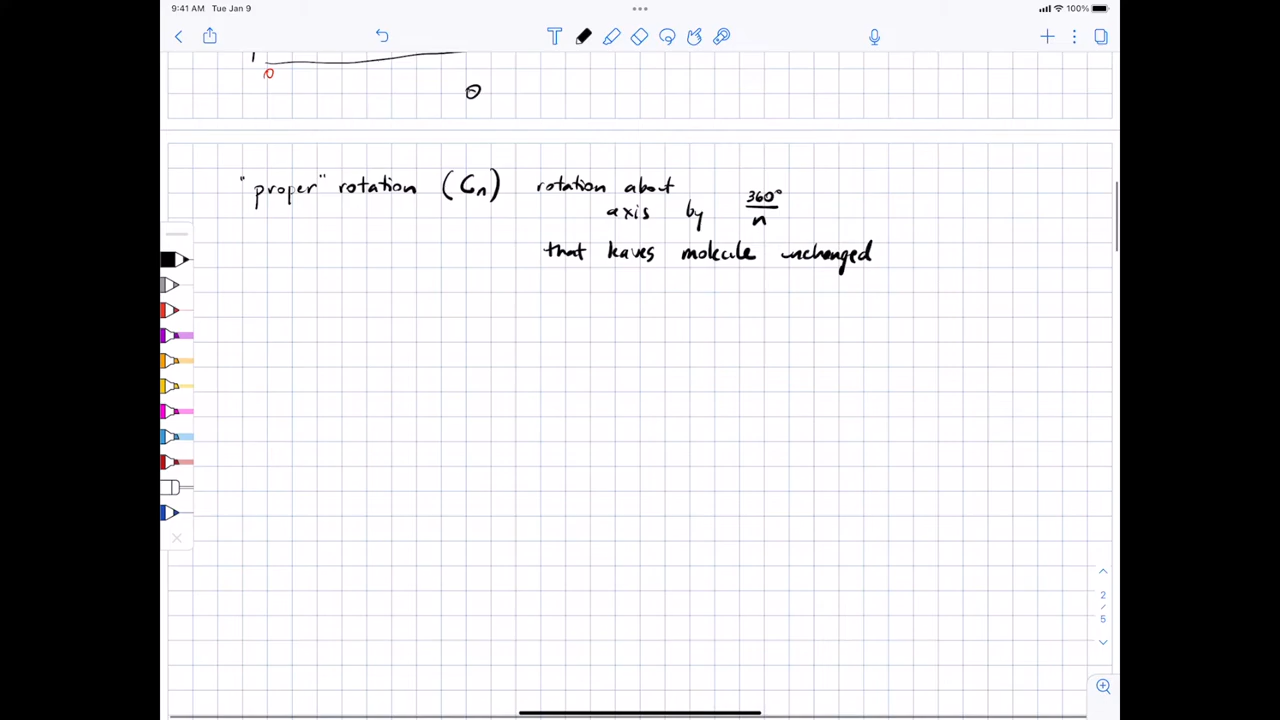 9:41 AM Tue Jan 9
100%
0
θ
"proper" rotation (Cn) rotation about
axis by 360°/n
that leaves molecule unchanged
2
/
5